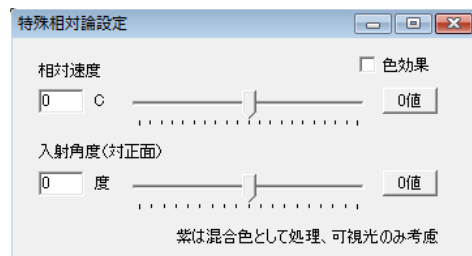 特殊相対論設定
相対速度
色効果
0 C
0値
入射角度(対正面)
0 度
0値
紫は混合色として処理、可視光のみ考慮